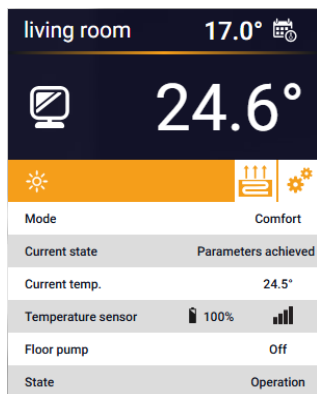 living room 17.0°
24.6°
Mode Comfort
Current state Parameters achieved
Current temp. 24.5°
Temperature sensor 100%
Floor pump Off
State Operation